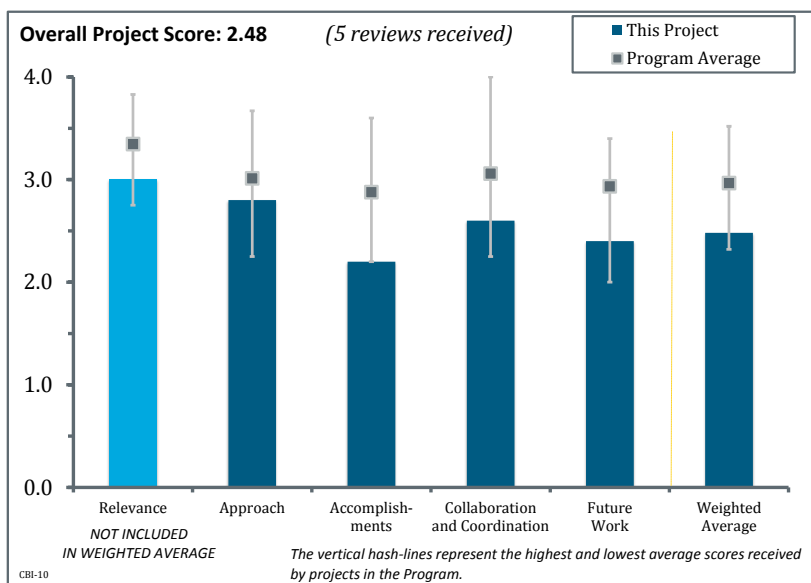 Overall Project Score: 2.48 (5 reviews received)
This Project
Program Average
4.0
3.0
2.0
1.0
0.0
Relevance
Approach
Accomplish-
ments
Collaboration
and Coordination
Future
Work
Weighted
Average
NOT INCLUDED
IN WEIGHTED AVERAGE
The vertical hash-lines represent the highest and lowest average scores received
by projects in the Program.
CBI-10